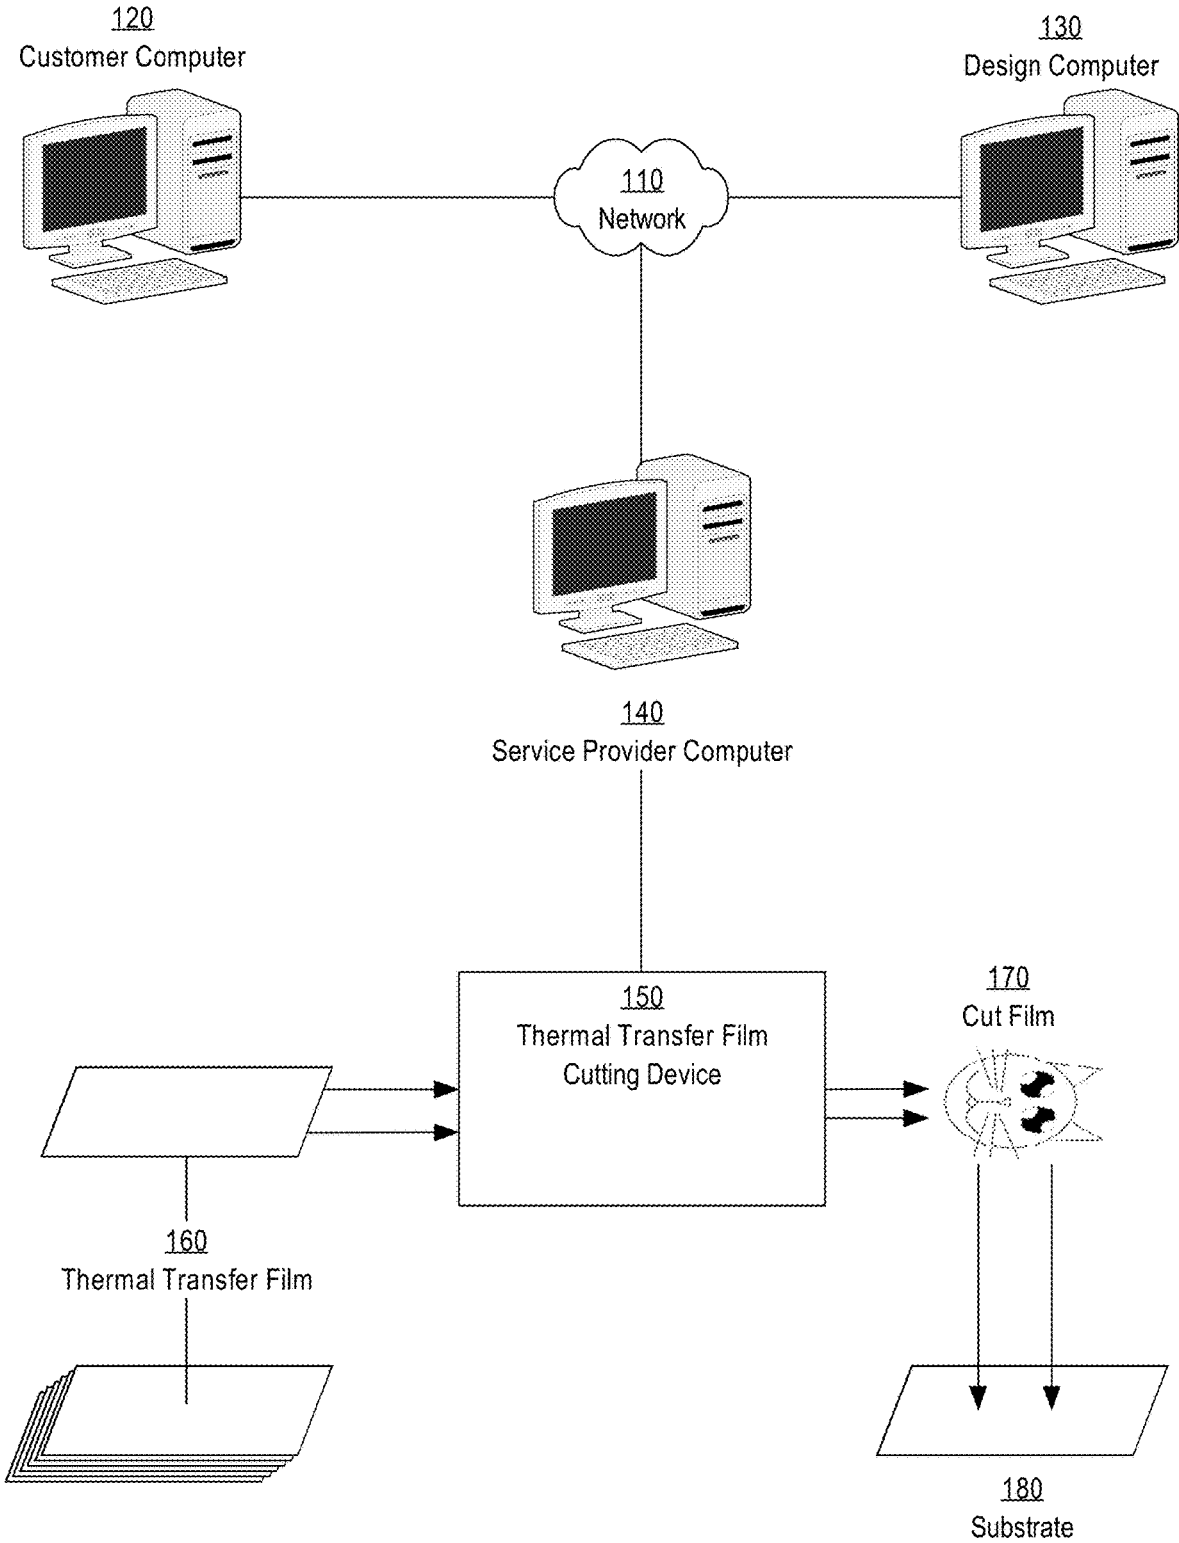 120
Customer Computer
130
Design Computer
110
Network
140
Service Provider Computer
150
Thermal Transfer Film
Cutting Device
170
Cut Film
160
Thermal Transfer Film
180
Substrate